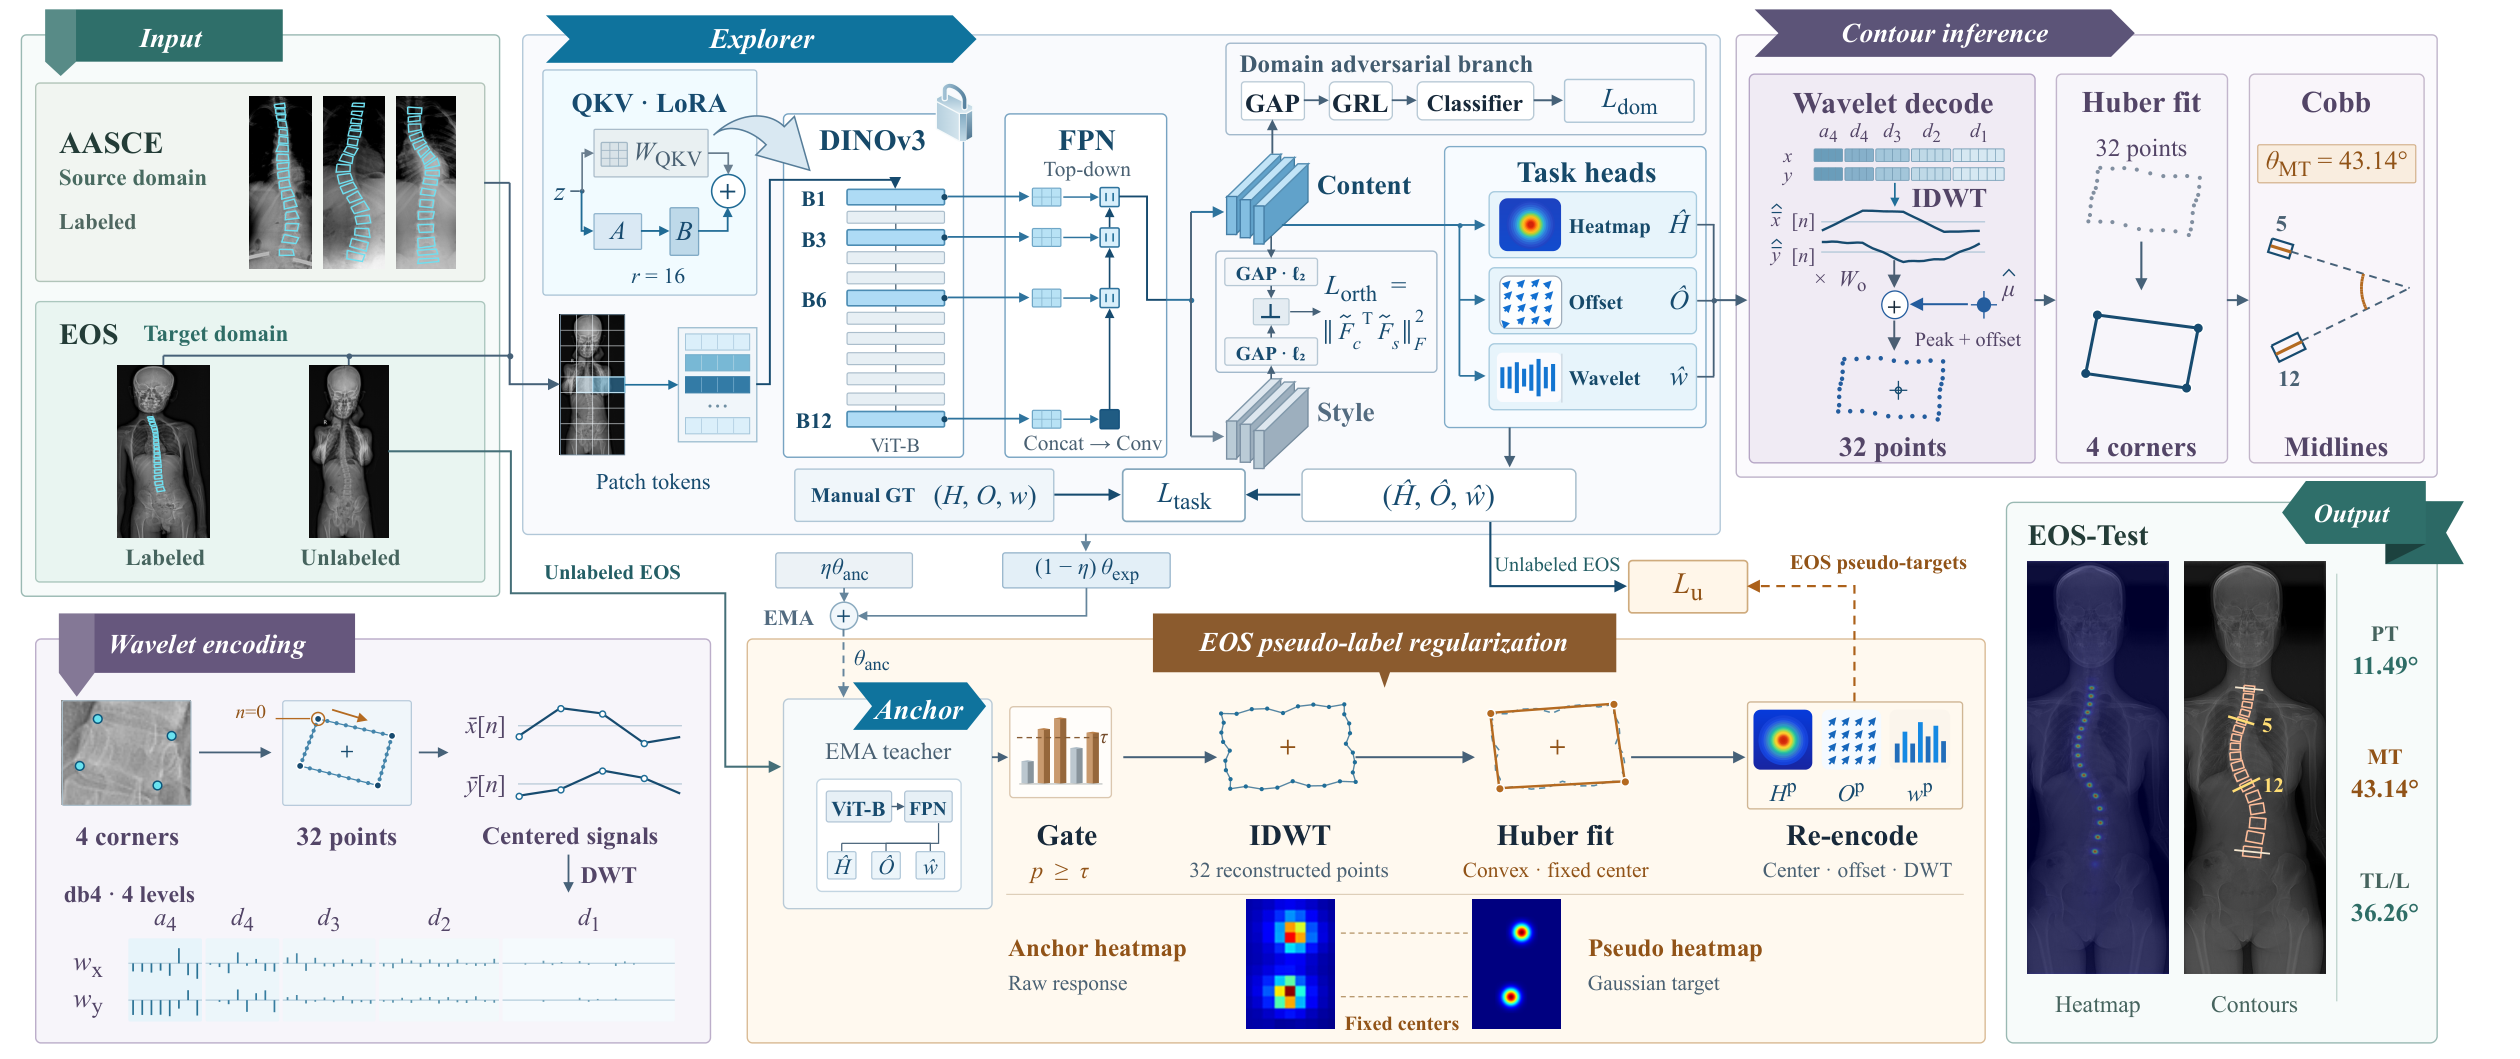 Input
AASCE
Source domain
Labeled
EOS Target domain
Labeled
Unlabeled
Explorer
QKV · LoRA
W_QKV
z
+
A
B
r = 16
Patch tokens
...
DINOv3
B1
B3
B6
B12
ViT-B
FPN
Top-down
Concat → Conv
Domain adversarial branch
GAP
GRL
Classifier
L_dom
Content
GAP · ℓ₂
⊥
GAP · ℓ₂
L_orth =
‖ F̃_c^T F̃_s ‖_F^2
Style
Task heads
Heatmap Ĥ
Offset Ô
Wavelet ŵ
Manual GT (H, O, w)
L_task
(Ĥ, Ô, ŵ)
Contour inference
Wavelet decode
a₄ d₄ d₃ d₂ d₁
x
y
IDWT
x̄̂ [n]
ȳ̂ [n]
× W_o
+
μ̂
Peak + offset
32 points
Huber fit
32 points
4 corners
Cobb
θ_MT = 43.14°
5
12
Midlines
Unlabeled EOS
ηθ_anc
(1 − η) θ_exp
EMA
+
θ_anc
Unlabeled EOS
L_u
EOS pseudo-targets
Wavelet encoding
n=0
+
x̄[n]
ȳ[n]
4 corners
32 points
Centered signals
DWT
db4 · 4 levels
a₄ d₄ d₃ d₂ d₁
w_x
w_y
EOS pseudo-label regularization
Anchor
EMA teacher
ViT-B
FPN
Ĥ Ô ŵ
τ
Gate
p ≥ τ
+
IDWT
32 reconstructed points
+
Huber fit
Convex · fixed center
H^p O^p w^p
Re-encode
Center · offset · DWT
Anchor heatmap
Raw response
Fixed centers
Pseudo heatmap
Gaussian target
Output
EOS-Test
5
12
Heatmap
Contours
PT
11.49°
MT
43.14°
TL/L
36.26°